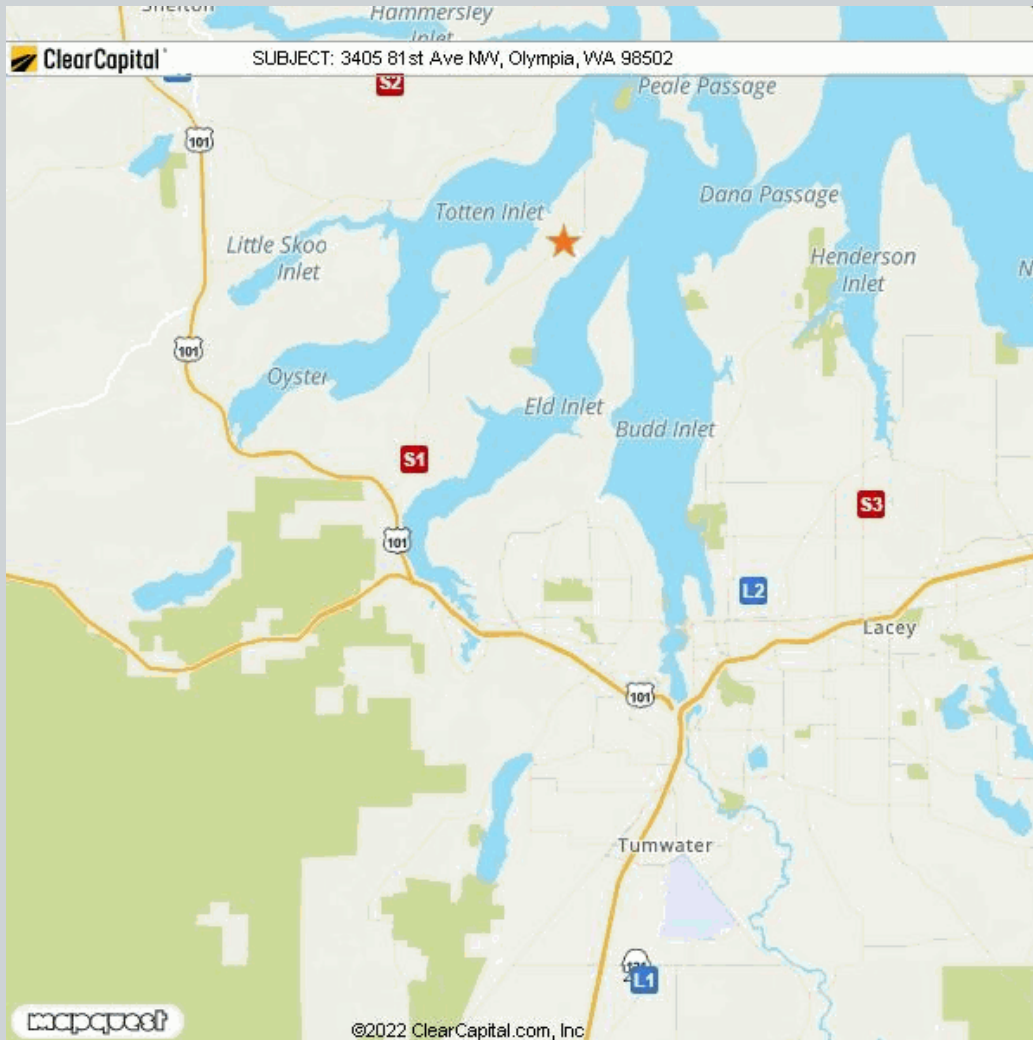 Shelton
Hammersley
Inlet
ClearCapital
SUBJECT: 3405 81st Ave NW, Olympia, WA 98502
S2
Peale Passage
101
Dana Passage
Totten Inlet
Little Skoo
Inlet
Henderson
Inlet
N
101
Oyster
Eld Inlet
Budd Inlet
S1
S3
101
L2
Lacey
101
Tumwater
L1
mapquest
©2022 ClearCapital.com, Inc